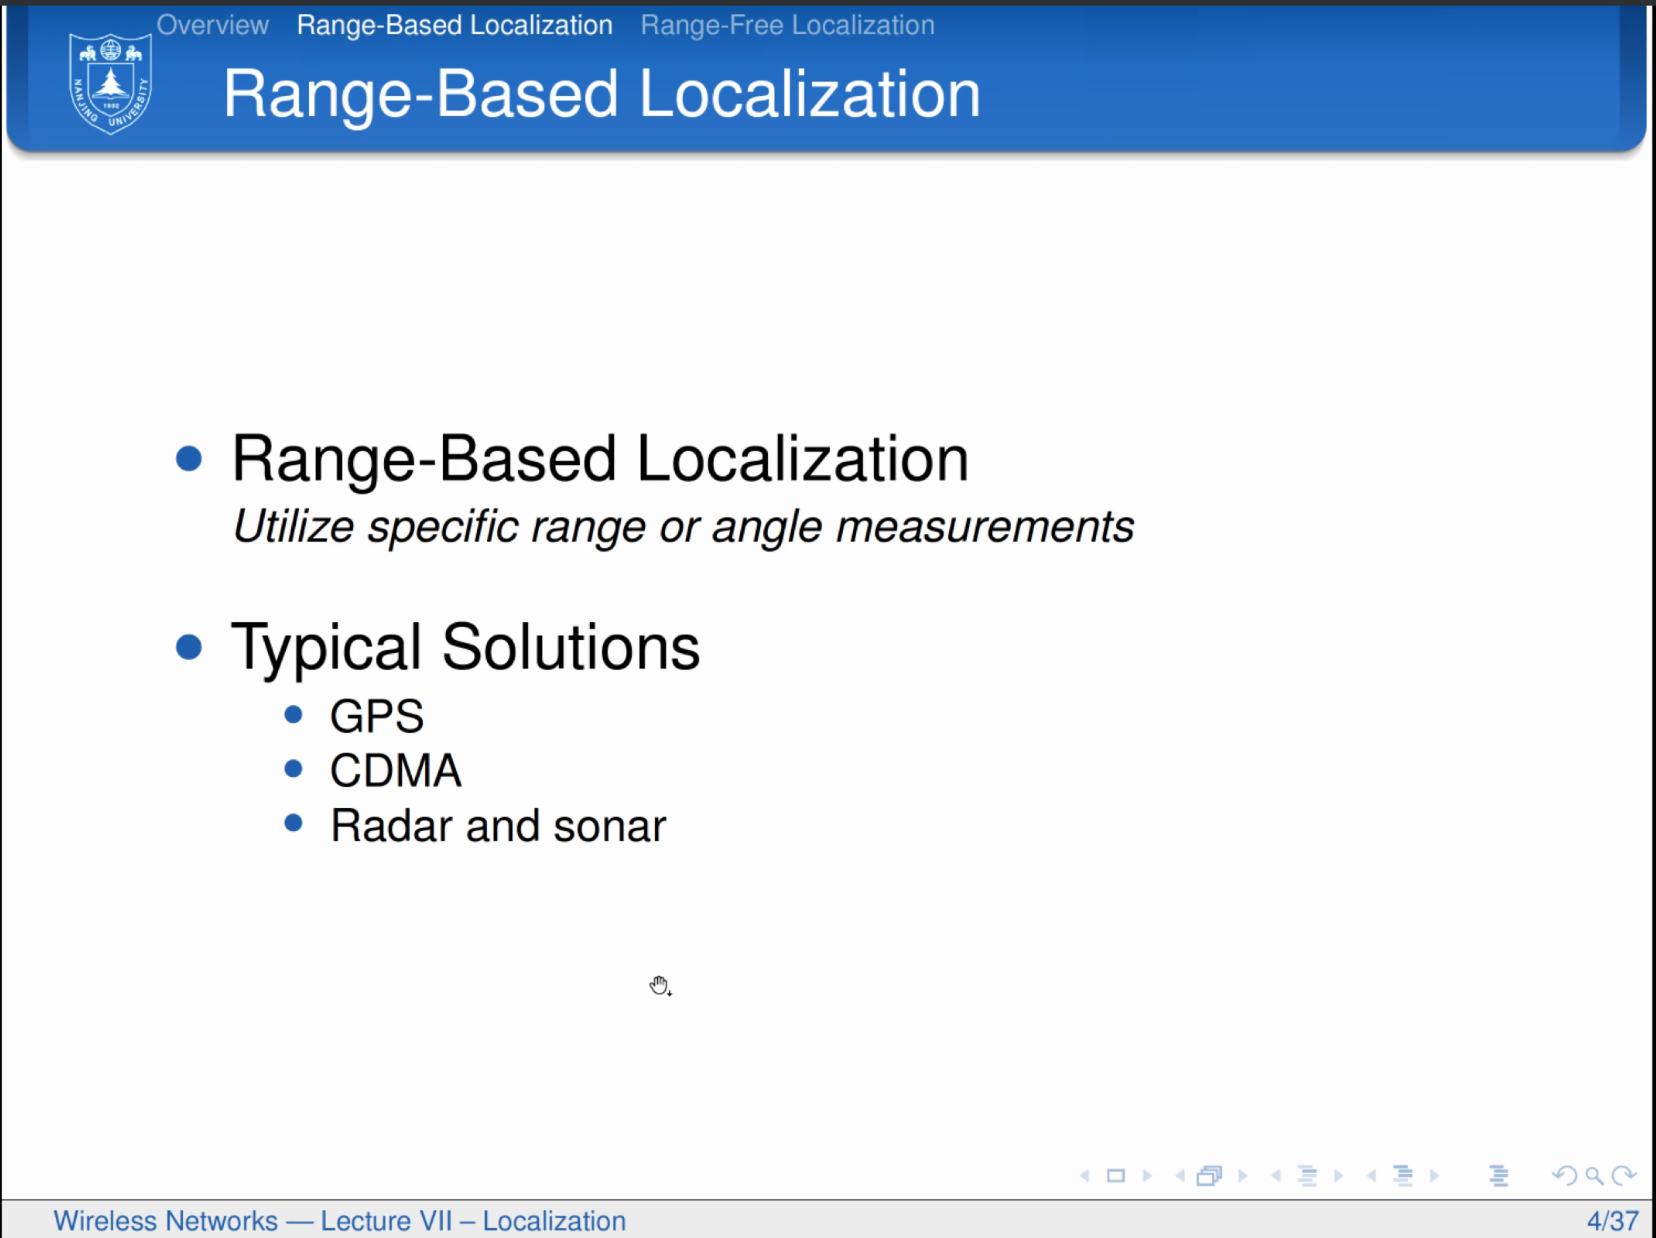 Overview Range-Based Localization Range-Free Localization
NANJING UNIVERSITY
1902
Range-Based Localization
Range-Based Localization
Utilize specific range or angle measurements
Typical Solutions
GPS
CDMA
Radar and sonar
Wireless Networks — Lecture VII – Localization
4/37